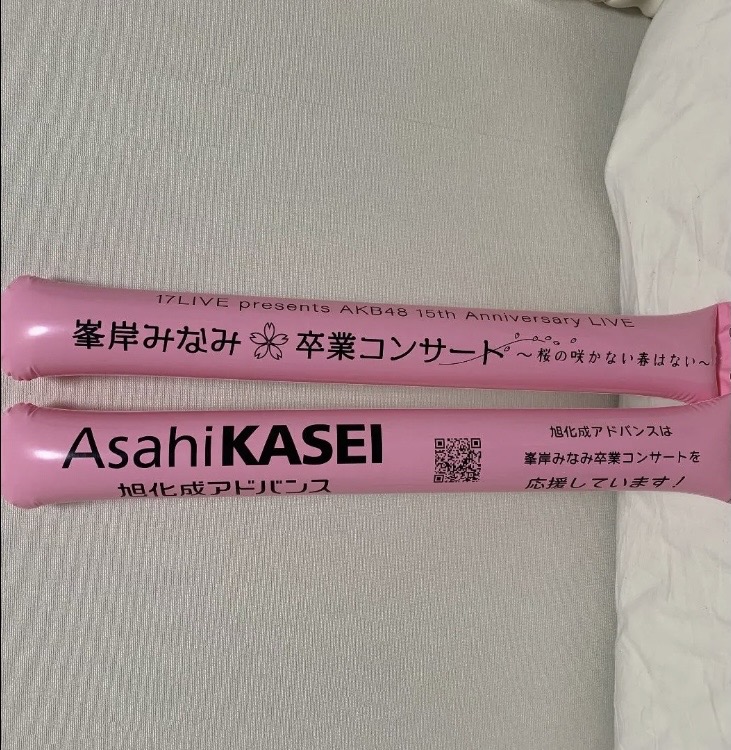 17LIVE presents AKB48 15th Anniversary LIVE
峯岸みなみ 卒業コンサート ～桜の咲かない春はない～
AsahiKASEI
旭化成アドバンス
旭化成アドバンスは
峯岸みなみ卒業コンサートを
応援しています！